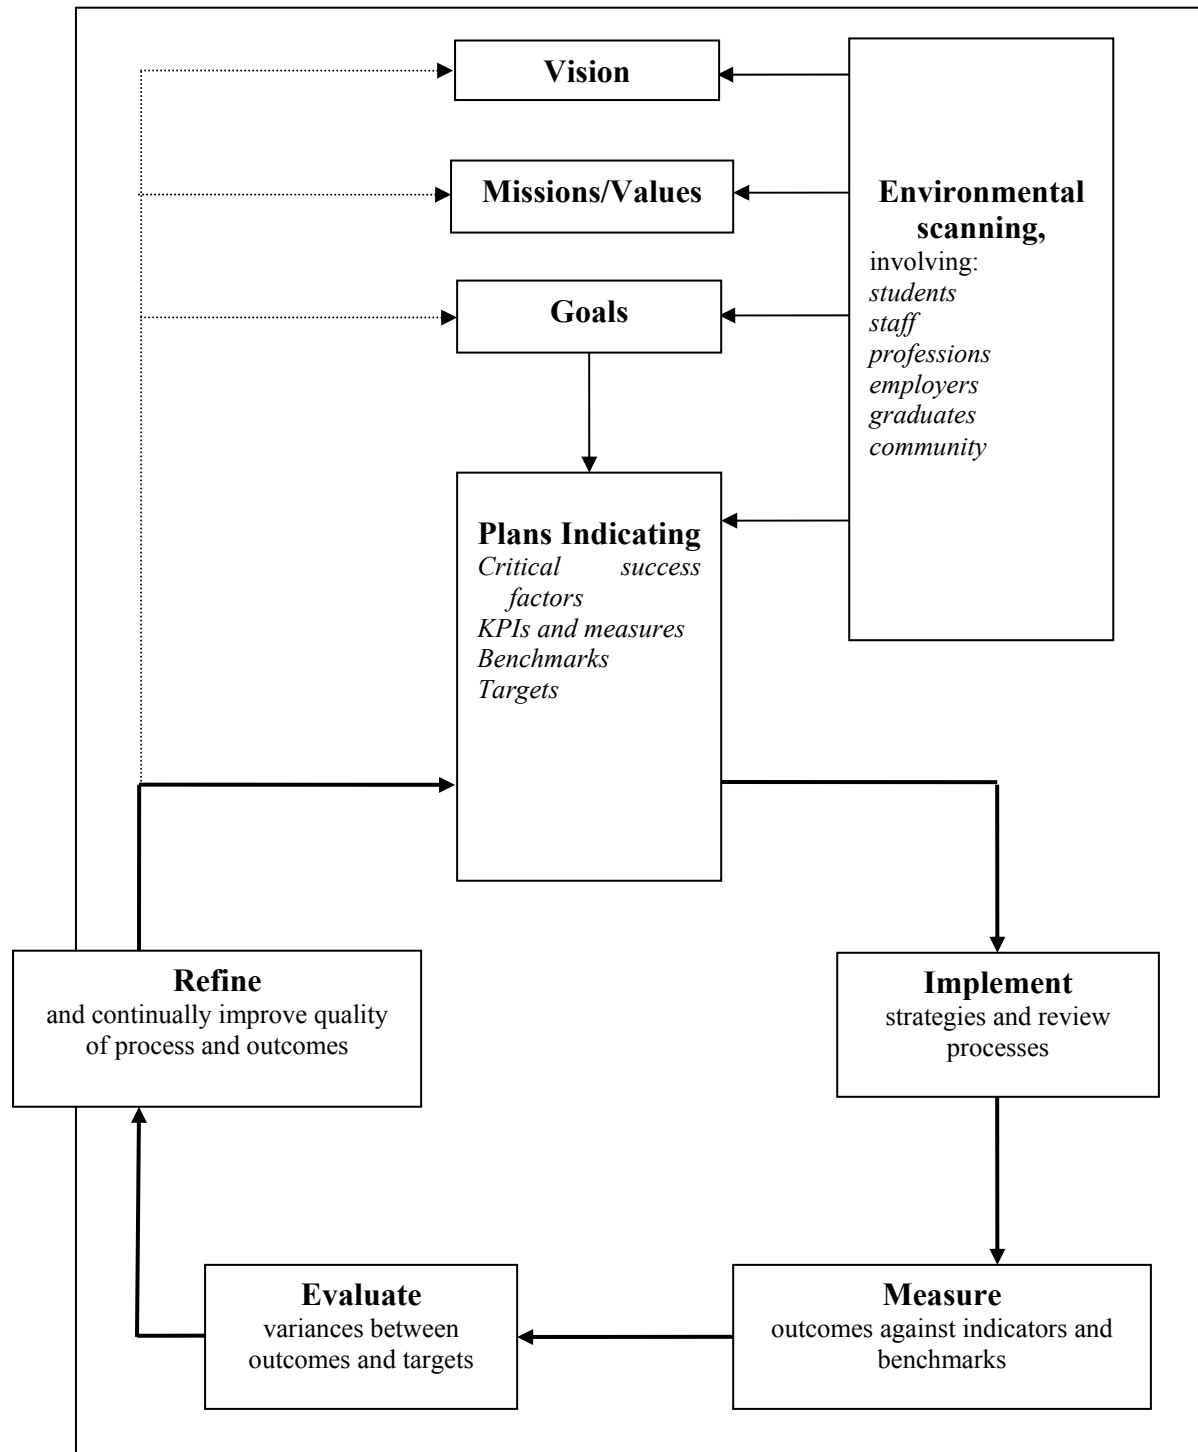 Vision
Missions/Values
Goals
Environmental
scanning,
involving:
students
staff
professions
employers
graduates
community
Plans Indicating
Critical success
factors
KPIs and measures
Benchmarks
Targets
Refine
and continually improve quality
of process and outcomes
Implement
strategies and review
processes
Evaluate
variances between
outcomes and targets
Measure
outcomes against indicators and
benchmarks